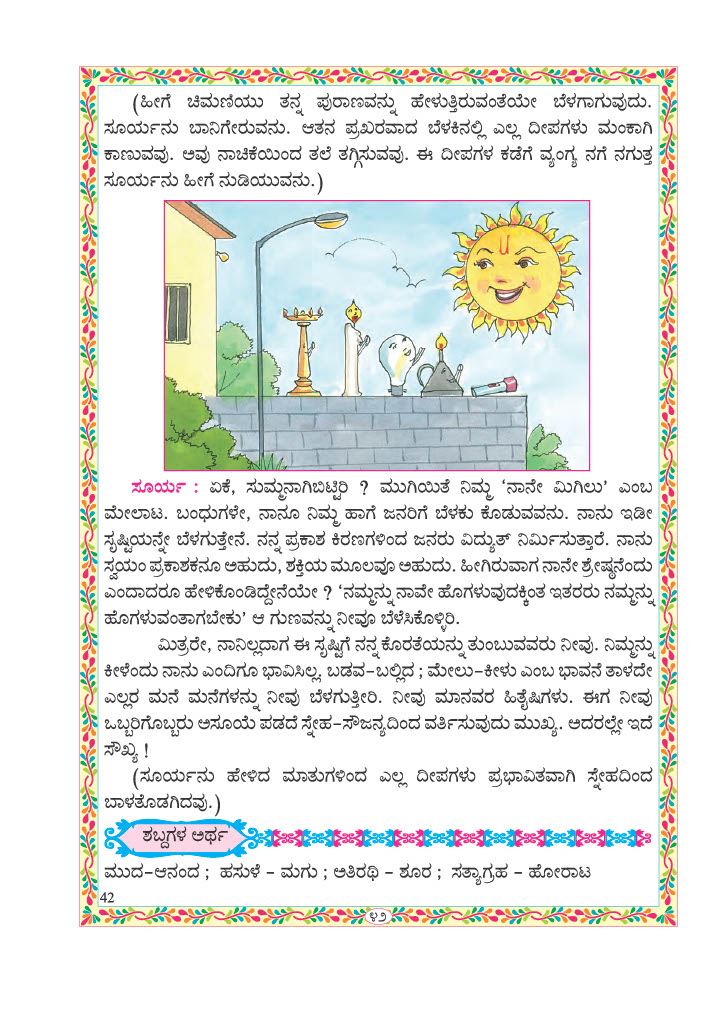 (ಹೀಗೆ ಚಿಮಣಿಯು ತನ್ನ ಪುರಾಣವನ್ನು ಹೇಳುತ್ತಿರುವಂತೆಯೇ ಬೆಳಗಾಗುವುದು.
ಸೂರ್ಯನು ಬಾನಿಗೇರುವನು. ಆತನ ಪ್ರಖರವಾದ ಬೆಳಕಿನಲ್ಲಿ ಎಲ್ಲ ದೀಪಗಳು ಮಂಕಾಗಿ
ಕಾಣುವವು. ಅವು ನಾಚಿಕೆಯಿಂದ ತಲೆ ತಗ್ಗಿಸುವವು. ಈ ದೀಪಗಳ ಕಡೆಗೆ ವ್ಯಂಗ್ಯ ನಗೆ ನಗುತ್ತ
ಸೂರ್ಯನು ಹೀಗೆ ನುಡಿಯುವನು.)
ಸೂರ್ಯ : ಏಕೆ, ಸುಮ್ಮನಾಗಿಬಿಟ್ಟಿರಿ ? ಮುಗಿಯಿತೆ ನಿಮ್ಮ ‘ನಾನೇ ಮಿಗಿಲು’ ಎಂಬ
ಮೇಲಾಟ. ಬಂಧುಗಳೇ, ನಾನೂ ನಿಮ್ಮ ಹಾಗೆ ಜನರಿಗೆ ಬೆಳಕು ಕೊಡುವವನು. ನಾನು ಇಡೀ
ಸೃಷ್ಟಿಯನ್ನೇ ಬೆಳಗುತ್ತೇನೆ. ನನ್ನ ಪ್ರಕಾಶ ಕಿರಣಗಳಿಂದ ಜನರು ವಿದ್ಯುತ್ ನಿರ್ಮಿಸುತ್ತಾರೆ. ನಾನು
ಸ್ವಯಂ ಪ್ರಕಾಶಕನೂ ಅಹುದು, ಶಕ್ತಿಯ ಮೂಲವೂ ಅಹುದು. ಹೀಗಿರುವಾಗ ನಾನೇ ಶ್ರೇಷ್ಠನೆಂದು
ಎಂದಾದರೂ ಹೇಳಿಕೊಂಡಿದ್ದೇನೆಯೇ ? ‘ನಮ್ಮನ್ನು ನಾವೇ ಹೊಗಳುವುದಕ್ಕಿಂತ ಇತರರು ನಮ್ಮನ್ನು
ಹೊಗಳುವಂತಾಗಬೇಕು’ ಆ ಗುಣವನ್ನು ನೀವೂ ಬೆಳೆಸಿಕೊಳ್ಳಿರಿ.
ಮಿತ್ರರೇ, ನಾನಿಲ್ಲದಾಗ ಈ ಸೃಷ್ಟಿಗೆ ನನ್ನ ಕೊರತೆಯನ್ನು ತುಂಬುವವರು ನೀವು. ನಿಮ್ಮನ್ನು
ಕೀಳೆಂದು ನಾನು ಎಂದಿಗೂ ಭಾವಿಸಿಲ್ಲ. ಬಡವ-ಬಲ್ಲಿದ ; ಮೇಲು-ಕೀಳು ಎಂಬ ಭಾವನೆ ತಾಳದೇ
ಎಲ್ಲರ ಮನೆ ಮನೆಗಳನ್ನು ನೀವು ಬೆಳಗುತ್ತೀರಿ. ನೀವು ಮಾನವರ ಹಿತೈಷಿಗಳು. ಈಗ ನೀವು
ಒಬ್ಬರಿಗೊಬ್ಬರು ಅಸೂಯೆ ಪಡದೆ ಸ್ನೇಹ-ಸೌಜನ್ಯದಿಂದ ವರ್ತಿಸುವುದು ಮುಖ್ಯ. ಅದರಲ್ಲೇ ಇದೆ
ಸೌಖ್ಯ !
(ಸೂರ್ಯನು ಹೇಳಿದ ಮಾತುಗಳಿಂದ ಎಲ್ಲ ದೀಪಗಳು ಪ್ರಭಾವಿತವಾಗಿ ಸ್ನೇಹದಿಂದ
ಬಾಳತೊಡಗಿದವು.)
ಶಬ್ದಗಳ ಅರ್ಥ
ಮುದ-ಆನಂದ ; ಹಸುಳೆ - ಮಗು ; ಅತಿರಥಿ - ಶೂರ ; ಸತ್ಯಾಗ್ರಹ - ಹೋರಾಟ
42
೪೨